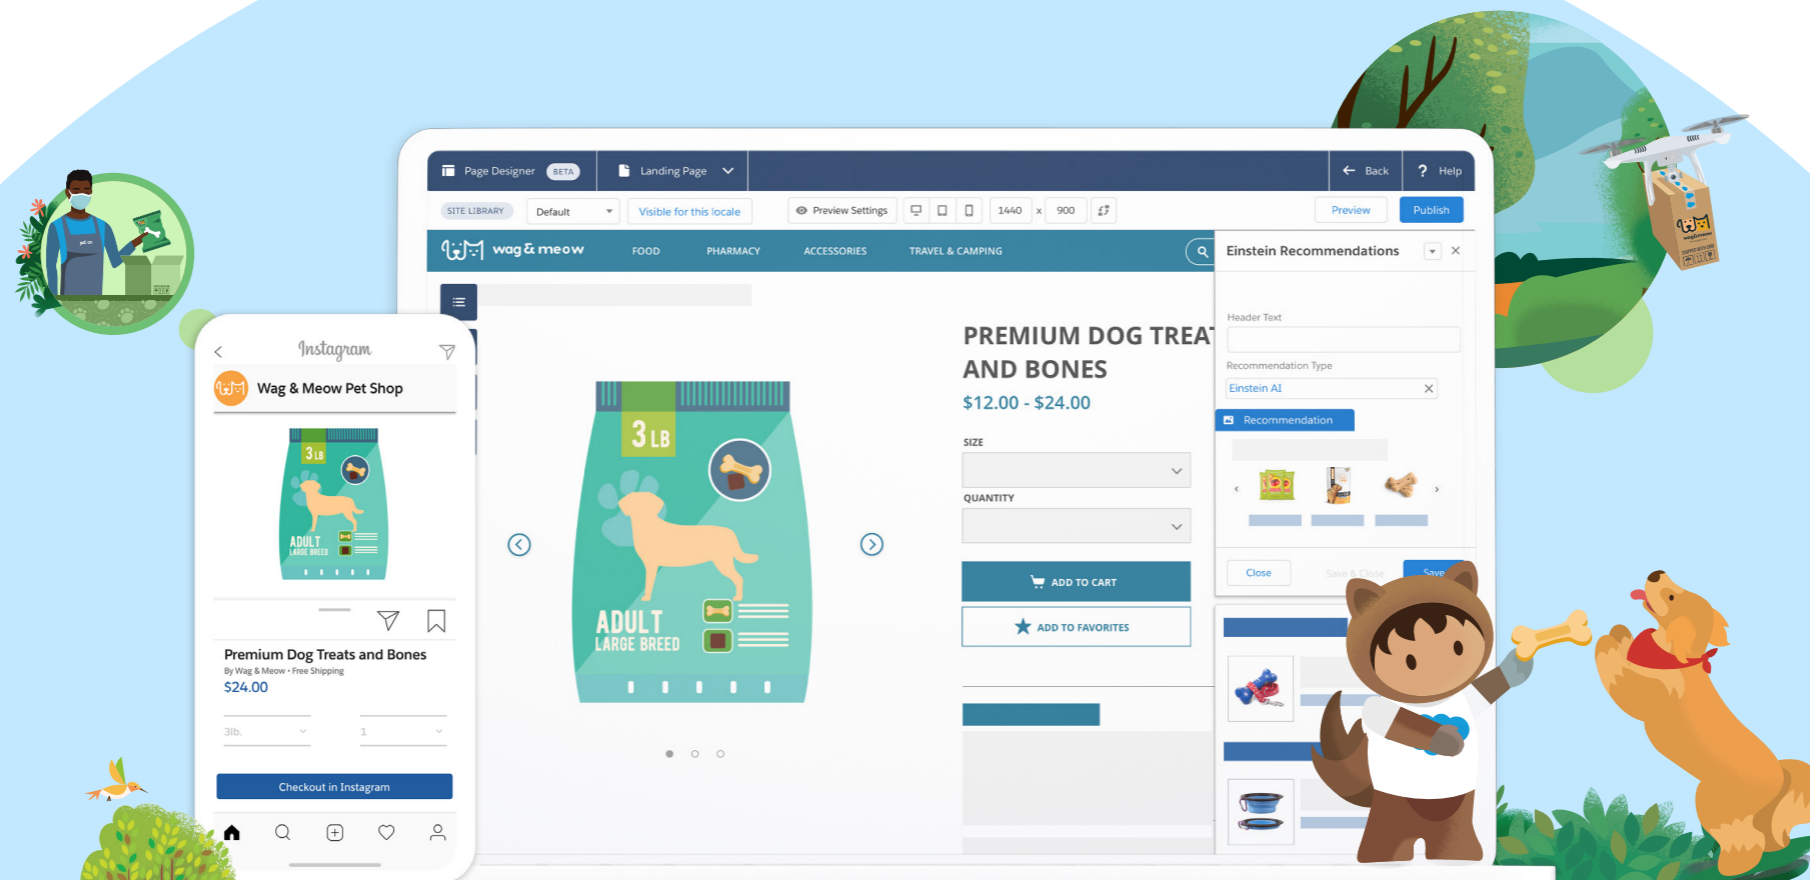 Page Designer BETA
Landing Page
Back
Help
SITE LIBRARY
Default
Visible for this locale
Preview Settings
1440 x 900
Preview
Publish
wag & meow
FOOD
PHARMACY
ACCESSORIES
TRAVEL & CAMPING
PREMIUM DOG TREAT
AND BONES
$12.00 - $24.00
SIZE
QUANTITY
ADD TO CART
ADD TO FAVORITES
3 LB
ADULT
LARGE BREED
Einstein Recommendations
Header Text
Recommendation Type
Einstein AI
Recommendation
Close
Save & Close
Save
Instagram
Wag & Meow Pet Shop
3 LB
ADULT
LARGE BREED
Premium Dog Treats and Bones
By Wag & Meow • Free Shipping
$24.00
3lb.
1
Checkout in Instagram
wag&meow